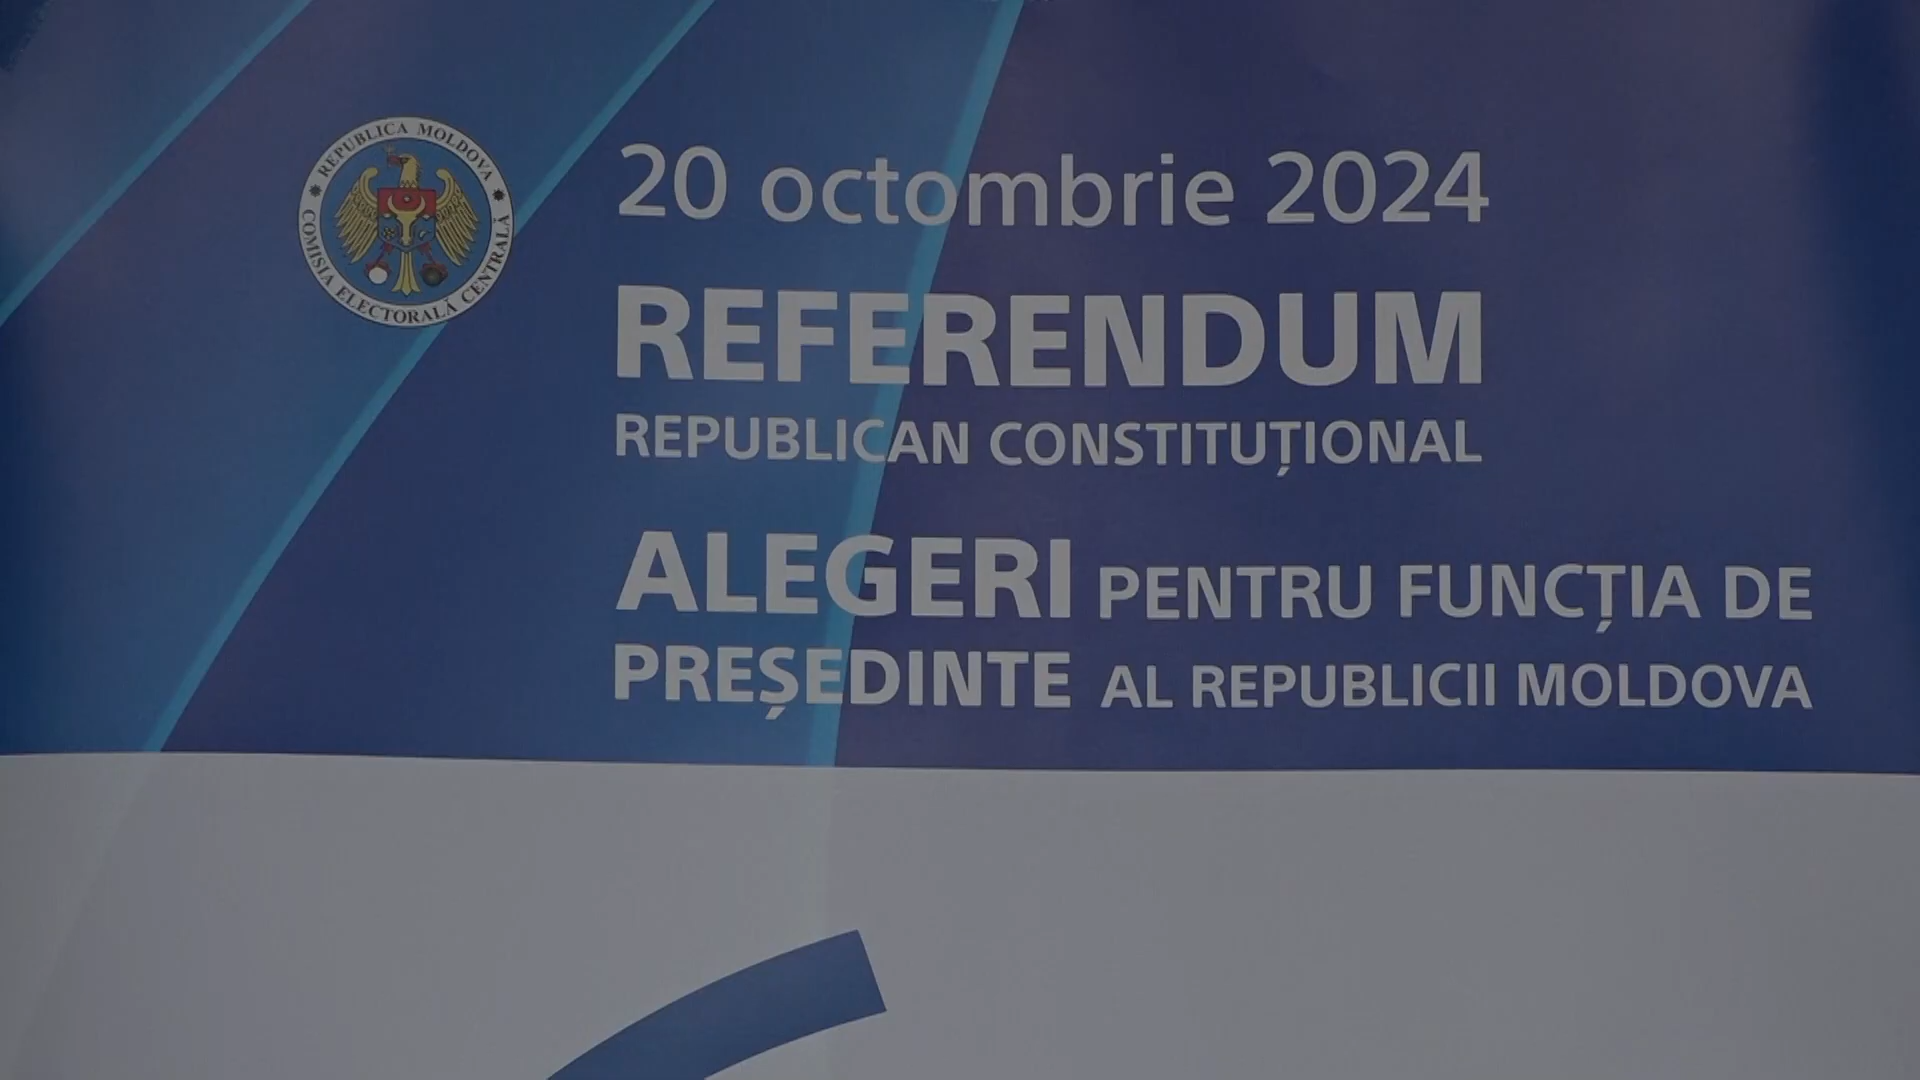 REPUBLICA MOLDOVA
COMISIA ELECTORALĂ CENTRALĂ
20 octombrie 2024
REFERENDUM
REPUBLICAN CONSTITUȚIONAL
ALEGERI PENTRU FUNCȚIA DE
PREȘEDINTE AL REPUBLICII MOLDOVA